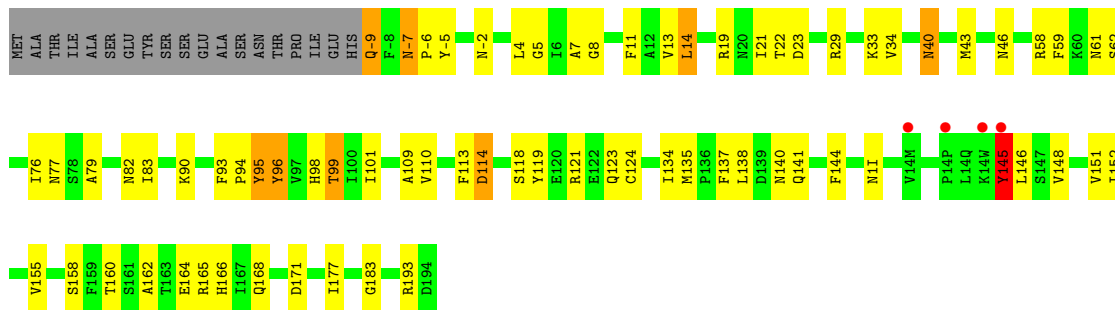 MET ALA THR ILE ALA SER GLU TYR SER SER GLU ALA SER ASN THR PRO ILE GLU HIS Q-9 F-8 N-7 P-6 Y-5 N-2 L4 G5 I6 A7 G8 F11 A12 V13 L14 R19 N20 I21 T22 D23 R29 K33 V34 N40 M43 N46 R58 F59 K60 N61
I76 N77 S78 A79 N82 I83 K90 F93 P94 Y95 Y96 V97 H98 T99 I100 I101 A109 V110 F113 D114 S118 Y119 E120 R121 E122 Q123 C124 I134 M135 P136 F137 L138 D139 N140 Q141 F144 N1I V14M P14P L14Q K14W Y145 L146 S147 V148 V151
V155 S158 F159 T160 S161 A162 T163 E164 R165 H166 I167 Q168 D171 I177 G183 R193 D194